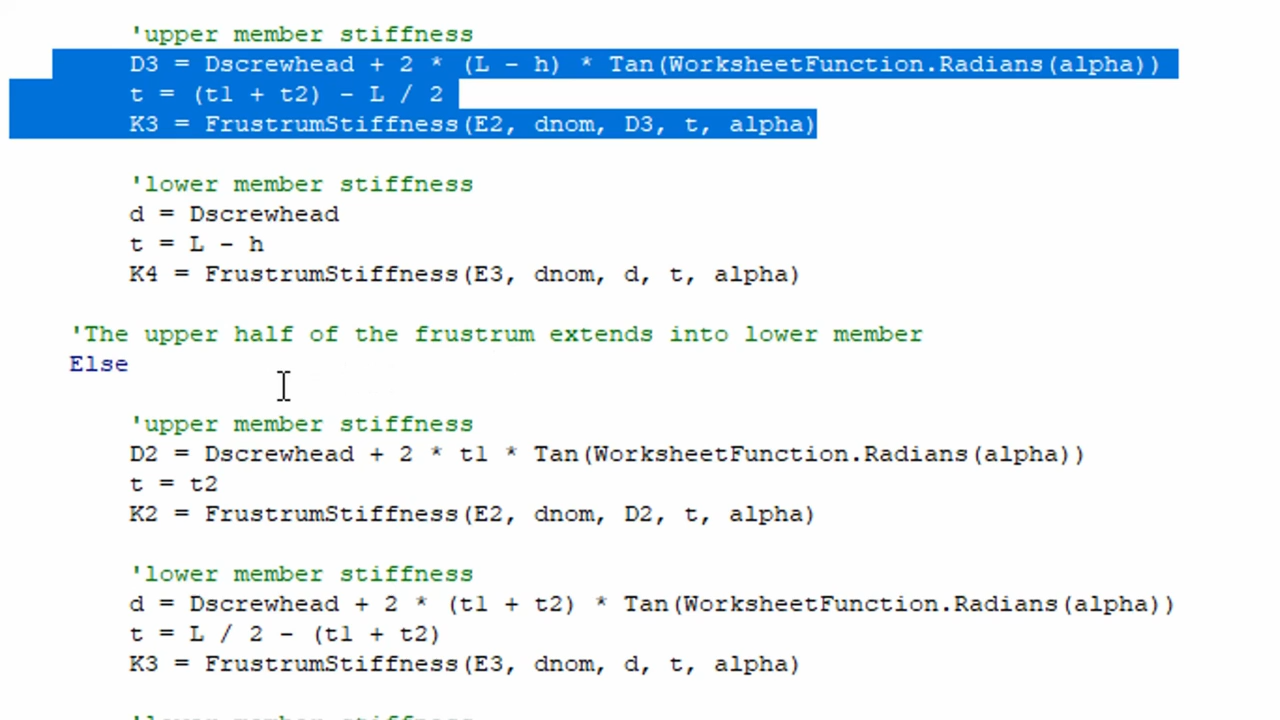 'upper member stiffness
D3 = Dscrewhead + 2 * (L - h) * Tan(WorksheetFunction.Radians(alpha))
t = (t1 + t2) - L / 2
K3 = FrustrumStiffness(E2, dnom, D3, t, alpha)
'lower member stiffness
d = Dscrewhead
t = L - h
K4 = FrustrumStiffness(E3, dnom, d, t, alpha)
'The upper half of the frustrum extends into lower member
Else
'upper member stiffness
D2 = Dscrewhead + 2 * t1 * Tan(WorksheetFunction.Radians(alpha))
t = t2
K2 = FrustrumStiffness(E2, dnom, D2, t, alpha)
'lower member stiffness
d = Dscrewhead + 2 * (t1 + t2) * Tan(WorksheetFunction.Radians(alpha))
t = L / 2 - (t1 + t2)
K3 = FrustrumStiffness(E3, dnom, d, t, alpha)